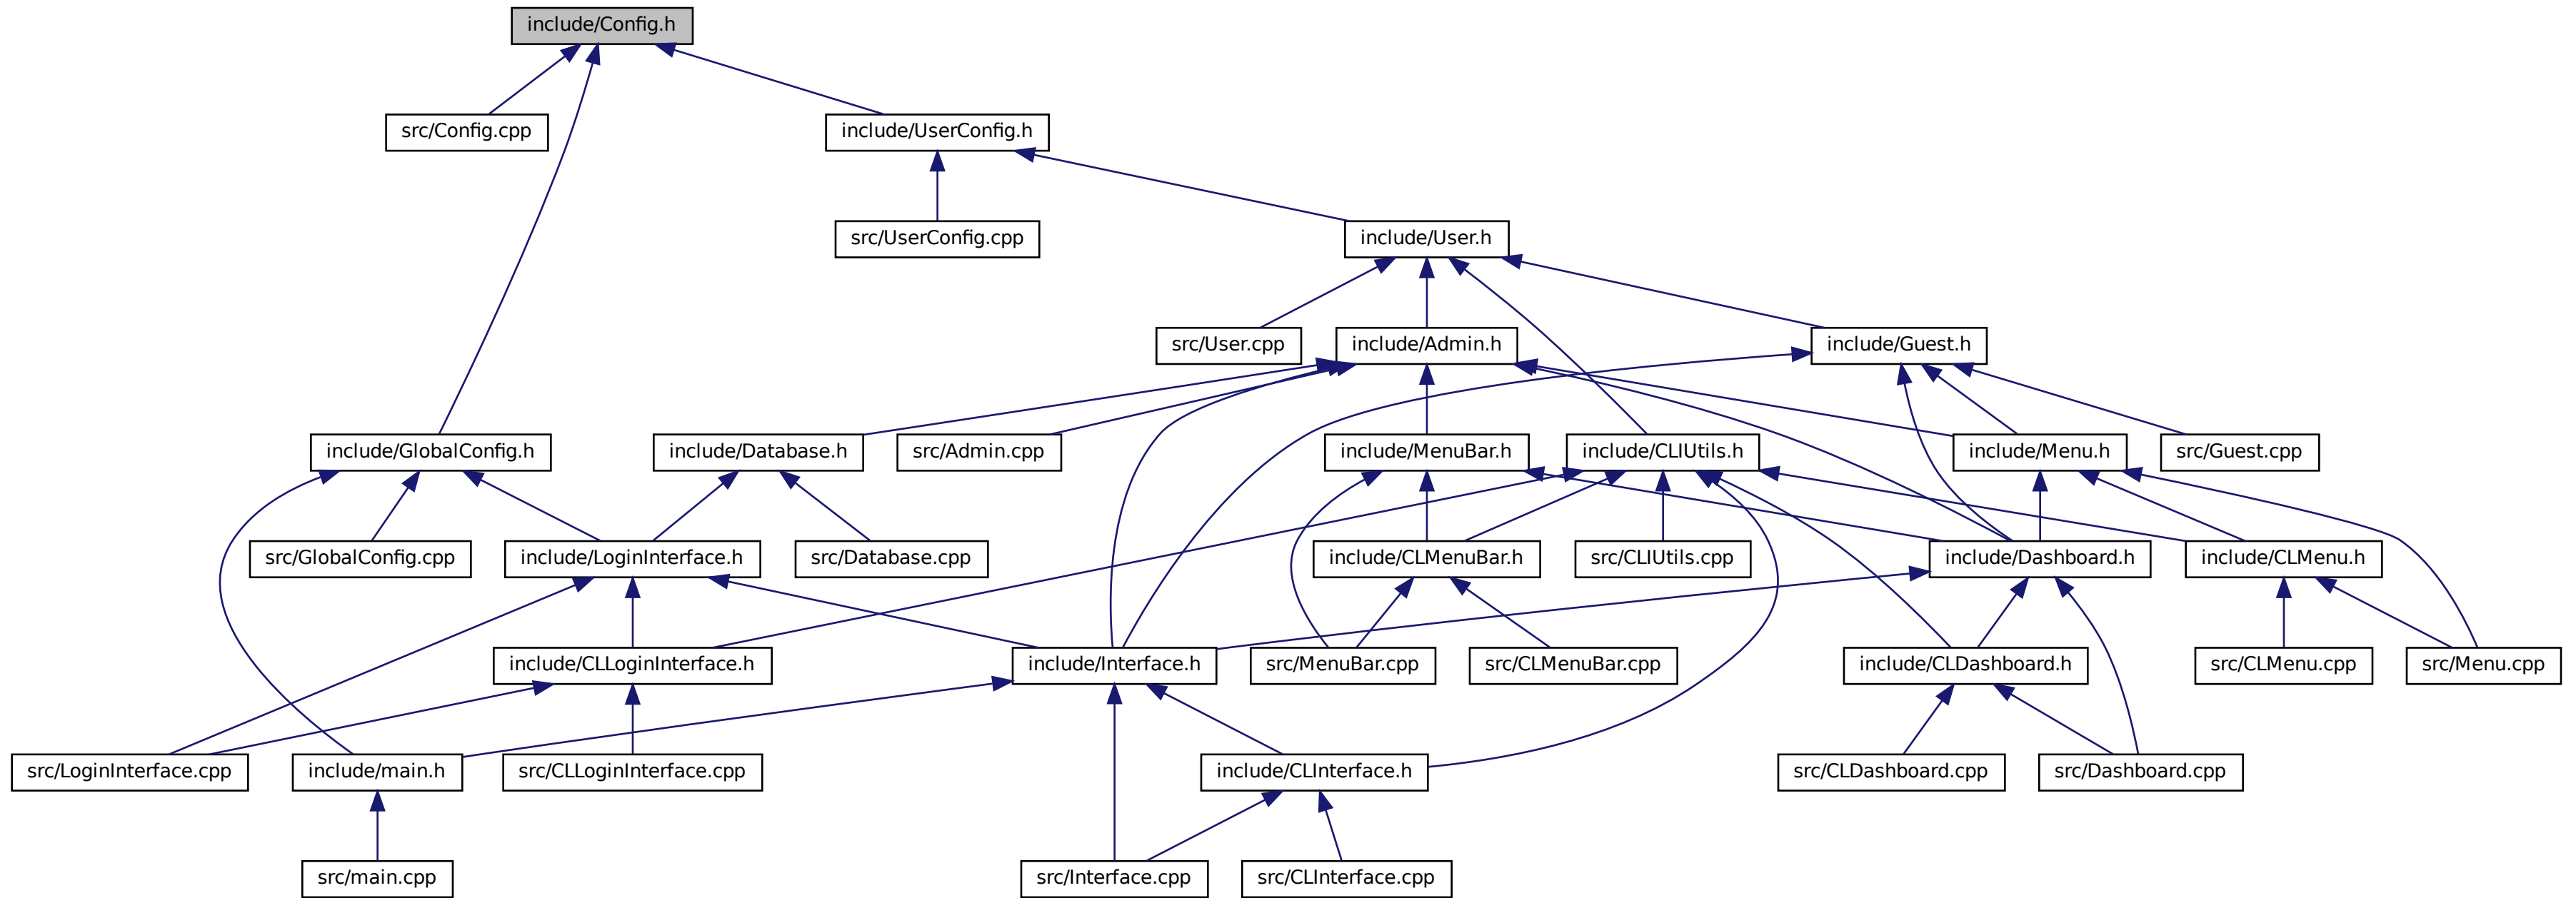 include/Config.h
src/Config.cpp
include/UserConfig.h
src/UserConfig.cpp
include/User.h
src/User.cpp
include/Admin.h
include/Guest.h
include/GlobalConfig.h
include/Database.h
src/Admin.cpp
include/MenuBar.h
include/CLIUtils.h
include/Menu.h
src/Guest.cpp
src/GlobalConfig.cpp
include/LoginInterface.h
src/Database.cpp
include/CLMenuBar.h
src/CLIUtils.cpp
include/Dashboard.h
include/CLMenu.h
include/CLLoginInterface.h
include/Interface.h
src/MenuBar.cpp
src/CLMenuBar.cpp
include/CLDashboard.h
src/CLMenu.cpp
src/Menu.cpp
src/LoginInterface.cpp
include/main.h
src/CLLoginInterface.cpp
include/CLInterface.h
src/CLDashboard.cpp
src/Dashboard.cpp
src/main.cpp
src/Interface.cpp
src/CLInterface.cpp